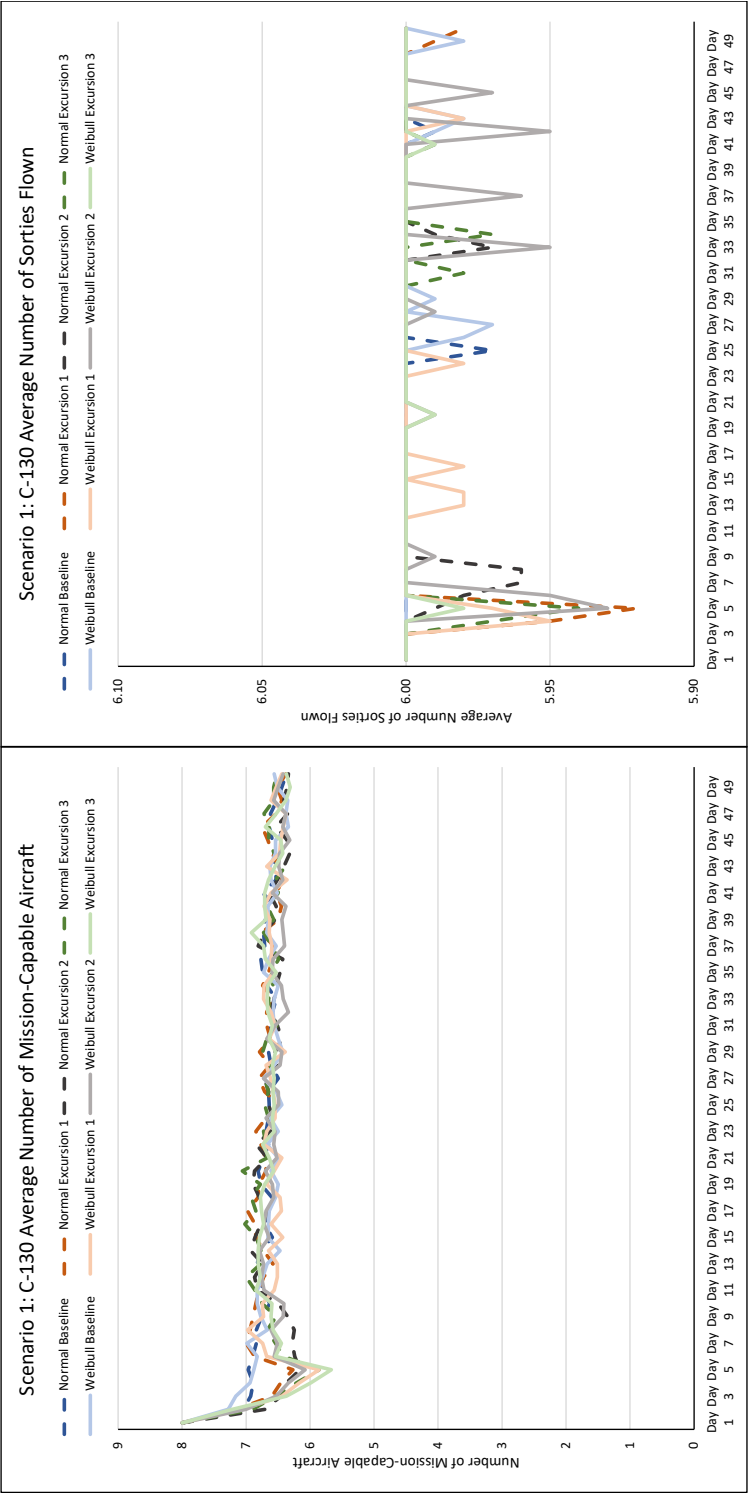 Scenario 1: C-130 Average Number of Mission-Capable Aircraft
Normal Baseline Normal Excursion 1 Normal Excursion 2 Normal Excursion 3
Weibull Baseline Weibull Excursion 1 Weibull Excursion 2 Weibull Excursion 3
Number of Mission-Capable Aircraft
9
8
7
6
5
4
3
2
1
0
Day Day Day Day Day Day Day Day Day Day Day Day Day Day Day Day Day Day Day Day Day Day Day Day Day
1 3 5 7 9 11 13 15 17 19 21 23 25 27 29 31 33 35 37 39 41 43 45 47 49
Scenario 1: C-130 Average Number of Sorties Flown
Normal Baseline Normal Excursion 1 Normal Excursion 2 Normal Excursion 3
Weibull Baseline Weibull Excursion 1 Weibull Excursion 2 Weibull Excursion 3
Average Number of Sorties Flown
6.10
6.05
6.00
5.95
5.90
Day Day Day Day Day Day Day Day Day Day Day Day Day Day Day Day Day Day Day Day Day Day Day Day Day
1 3 5 7 9 11 13 15 17 19 21 23 25 27 29 31 33 35 37 39 41 43 45 47 49